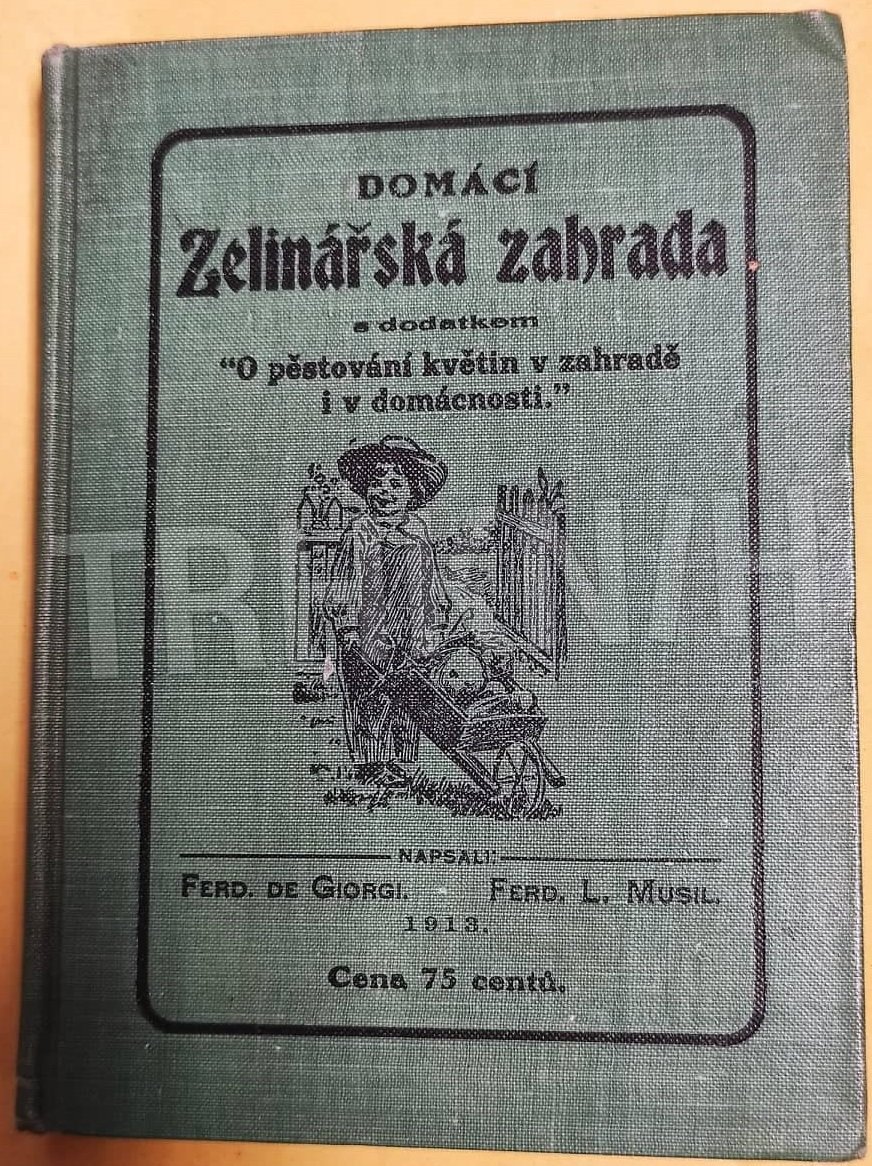 DOMÁCÍ
Zelinářská zahrada
s dodatkem
“O pěstování květin v zahradě
i v domácnosti.”
NAPSALI:
FERD. DE GIORGI. FERD. L. MUSIL.
1913.
Cena 75 centů.